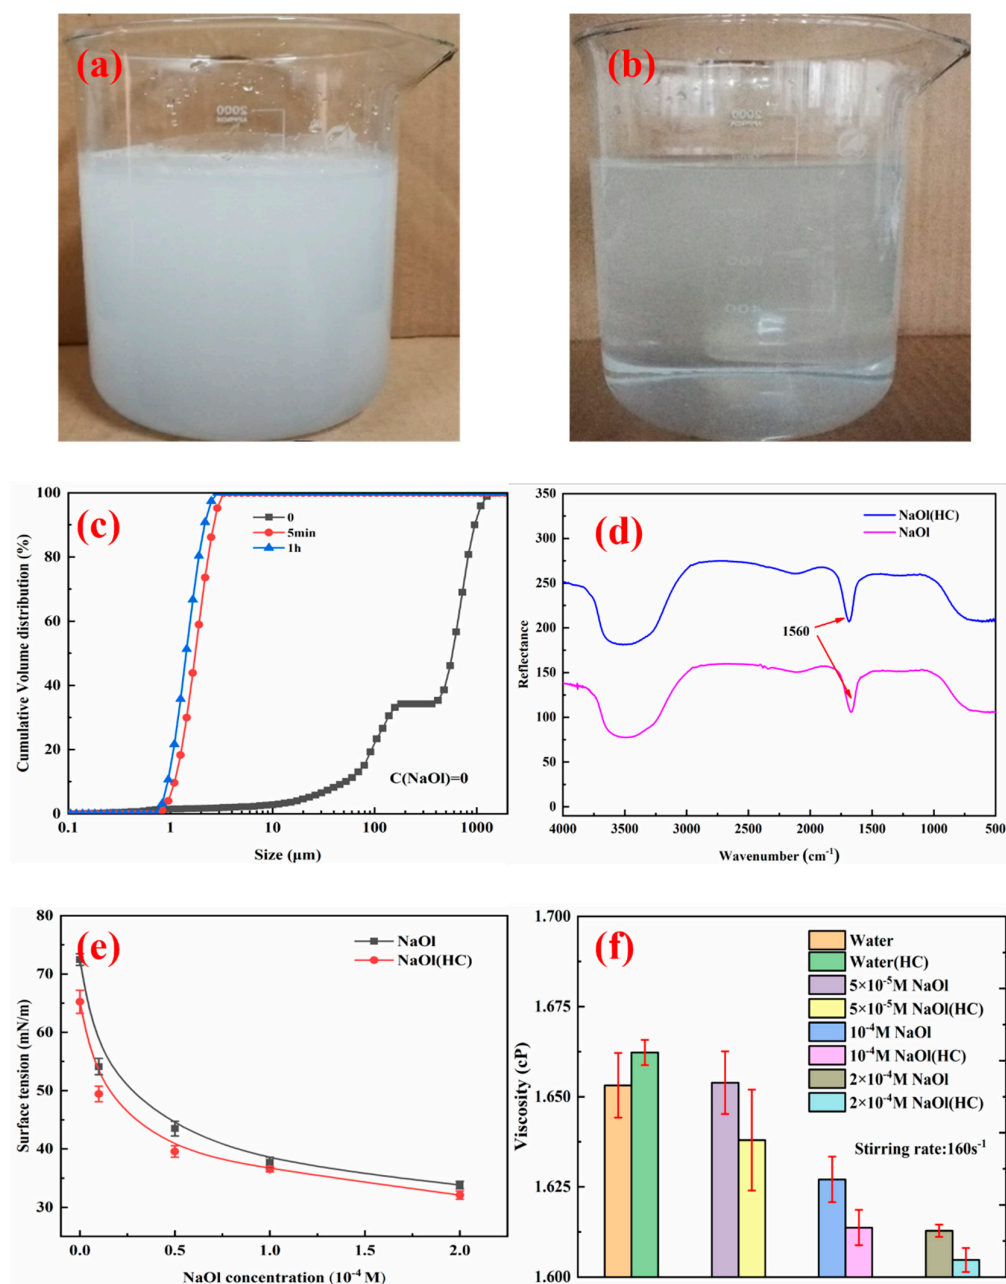 (a)
2000
(b)
2000
(c)
0
5min
1h
C(NaOl)=0
Cumulative Volume distribution (%)
100
80
60
40
20
0
0.1
1
10
100
1000
Size (μm)
(d)
NaOl(HC)
NaOl
1560
Reflectance
350
300
250
200
150
100
50
0
4000
3500
3000
2500
2000
1500
1000
500
Wavenumber (cm⁻¹)
(e)
NaOl
NaOl(HC)
Surface tension (mN/m)
80
70
60
50
40
30
0.0
0.5
1.0
1.5
2.0
NaOl concentration (10⁻⁴ M)
(f)
Water
Water(HC)
5×10⁻⁵M NaOl
5×10⁻⁵M NaOl(HC)
10⁻⁴M NaOl
10⁻⁴M NaOl(HC)
2×10⁻⁴M NaOl
2×10⁻⁴M NaOl(HC)
Stirring rate:160s⁻¹
Viscosity (cP)
1.700
1.675
1.650
1.625
1.600